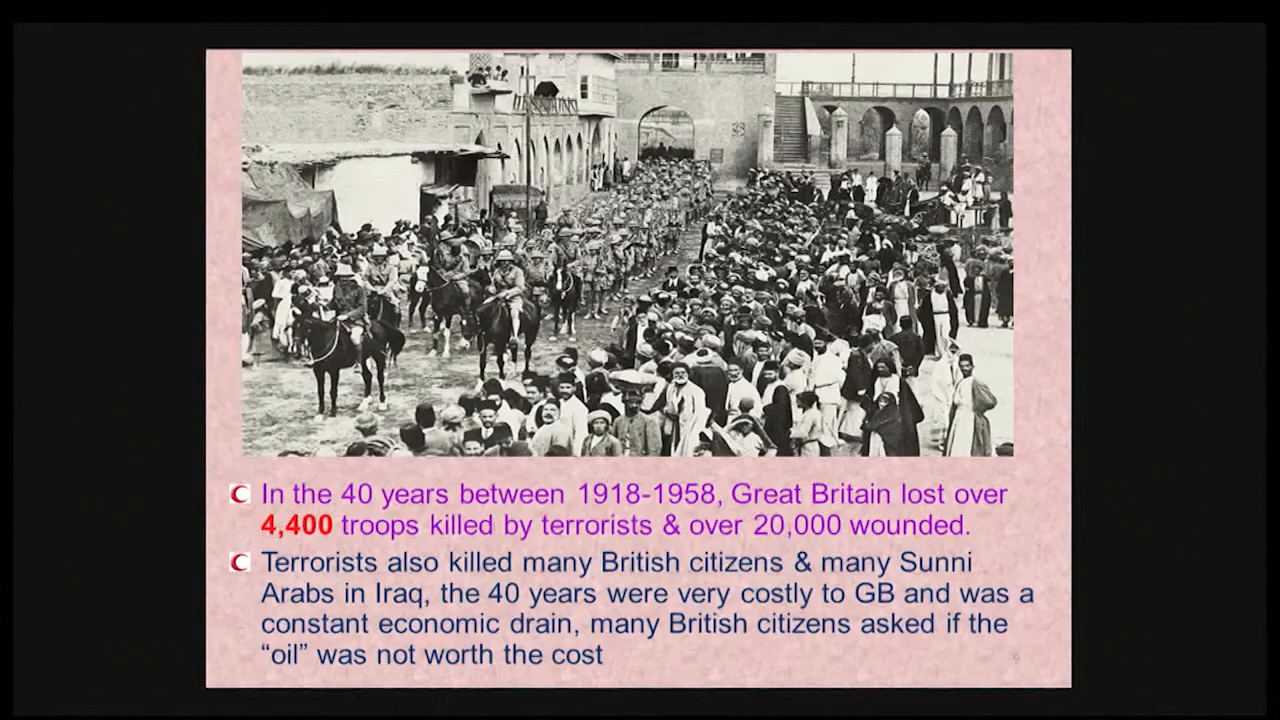 In the 40 years between 1918-1958, Great Britain lost over
4,400 troops killed by terrorists & over 20,000 wounded.
Terrorists also killed many British citizens & many Sunni
Arabs in Iraq, the 40 years were very costly to GB and was a
constant economic drain, many British citizens asked if the
“oil” was not worth the cost
9